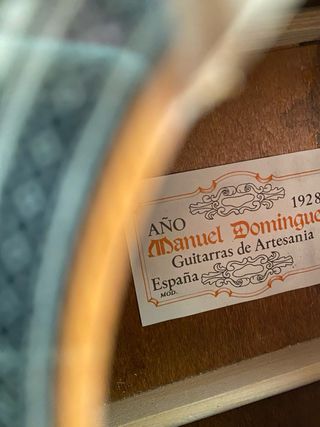 AÑO 1928
Manuel Domingue
Guitarras de Artesania
España
MOD.